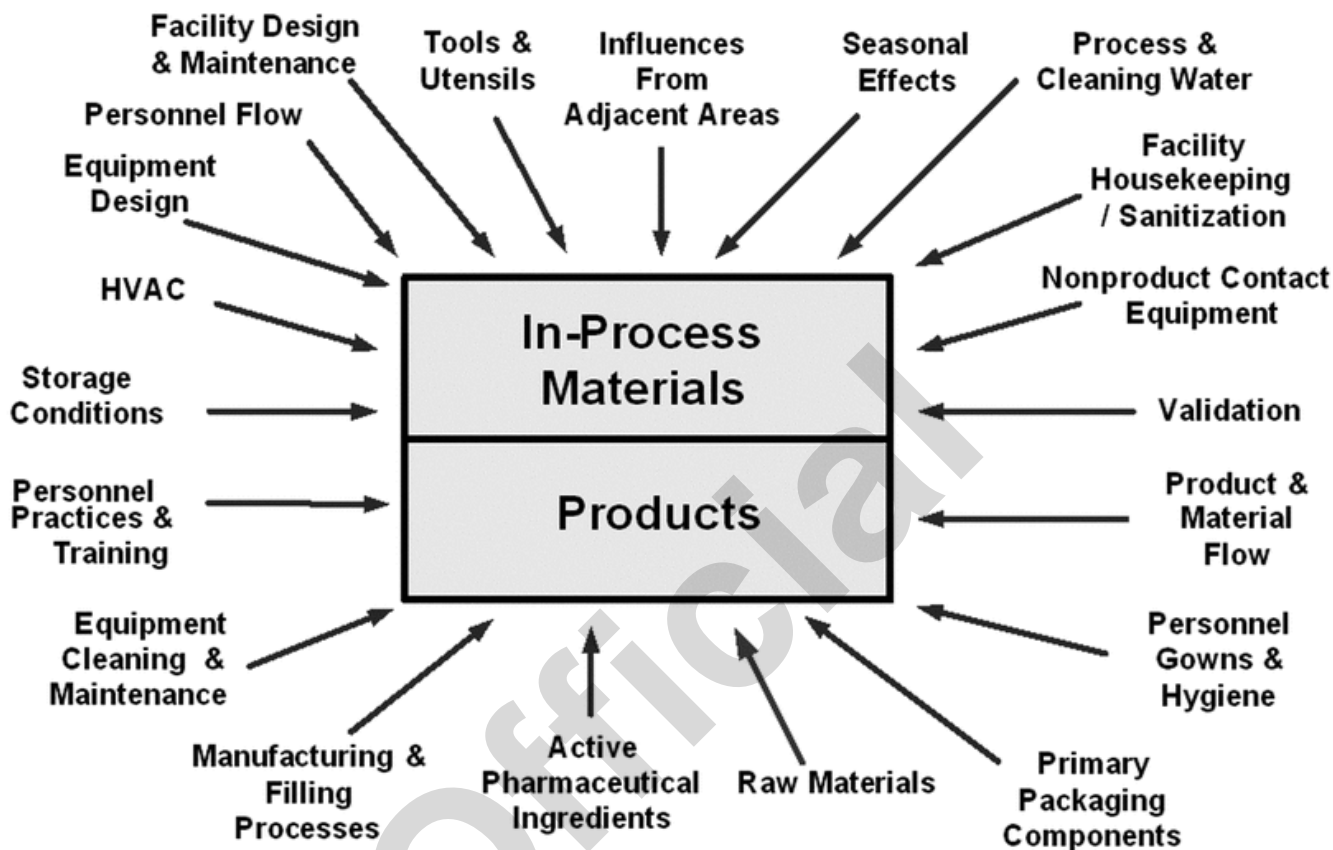 Facility Design
& Maintenance
Tools &
Utensils
Influences
From
Adjacent Areas
Seasonal
Effects
Process &
Cleaning Water
Personnel Flow
Equipment
Design
HVAC
Storage
Conditions
Personnel
Practices &
Training
Equipment
Cleaning &
Maintenance
Manufacturing &
Filling
Processes
Active
Pharmaceutical
Ingredients
Raw Materials
Primary
Packaging
Components
Personnel
Gowns &
Hygiene
Product &
Material
Flow
Validation
Nonproduct Contact
Equipment
Facility
Housekeeping
/ Sanitization
In-Process
Materials
Products
Official